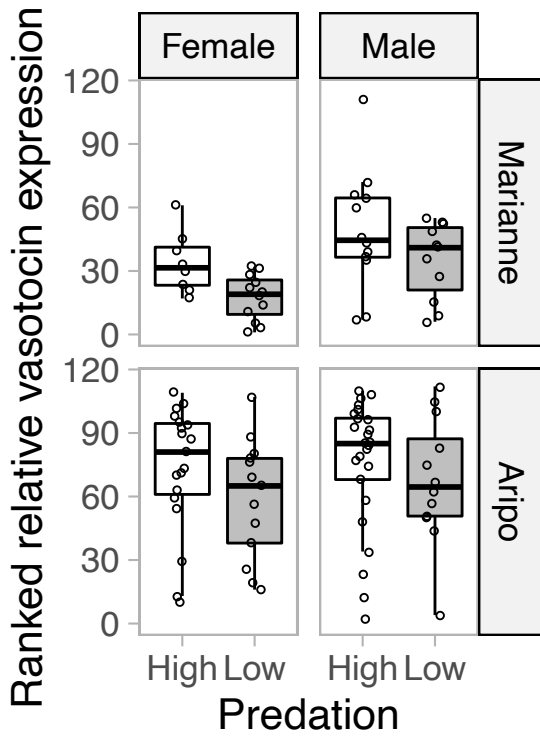 Female Male
Ranked relative vasotocin expression
120
90
60
30
0
Marianne
120
90
60
30
0
Aripo
High Low High Low
Predation